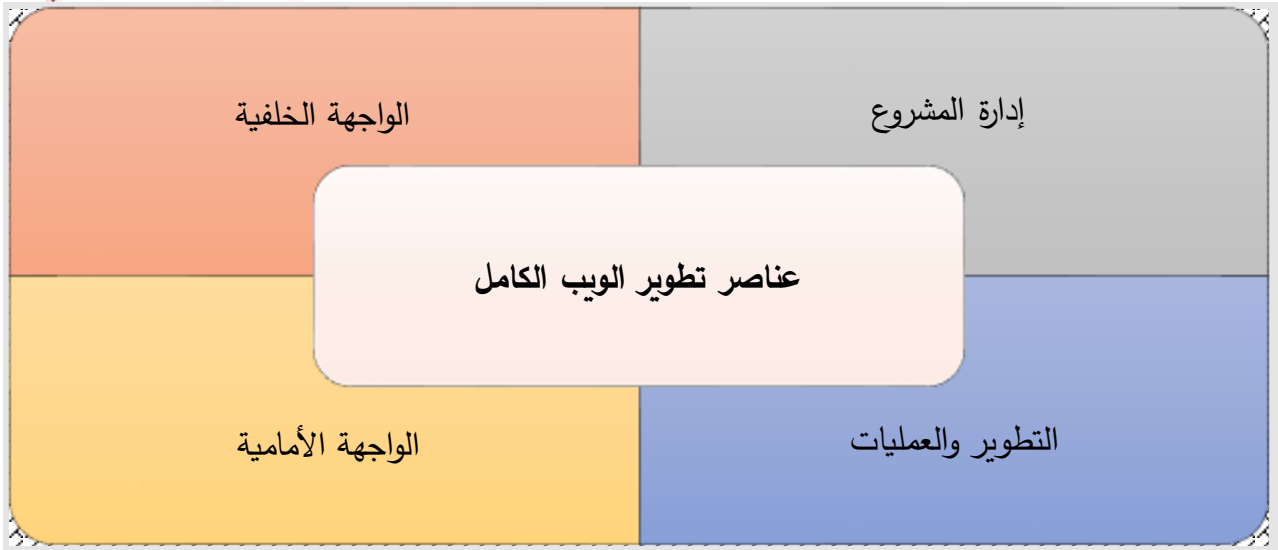 إدارة المشروع
الواجهة الخلفية
عناصر تطوير الويب الكامل
التطوير والعمليات
الواجهة الأمامية